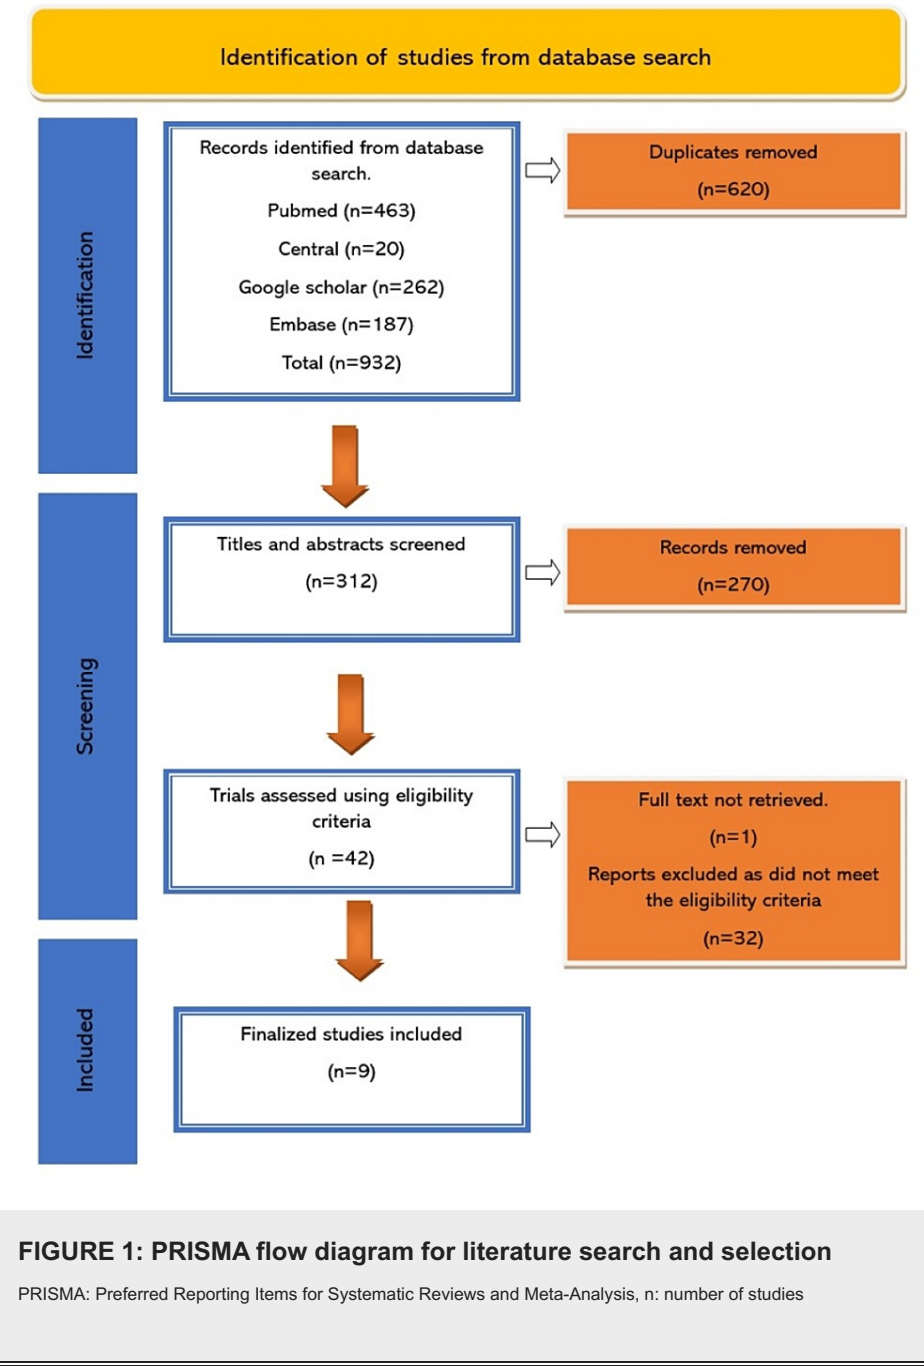 Identification of studies from database search
Identification
Records identified from database
search.
Pubmed (n=463)
Central (n=20)
Google scholar (n=262)
Embase (n=187)
Total (n=932)
Duplicates removed
(n=620)
Screening
Titles and abstracts screened
(n=312)
Records removed
(n=270)
Trials assessed using eligibility
criteria
(n =42)
Full text not retrieved.
(n=1)
Reports excluded as did not meet
the eligibility criteria
(n=32)
Included
Finalized studies included
(n=9)
FIGURE 1: PRISMA flow diagram for literature search and selection
PRISMA: Preferred Reporting Items for Systematic Reviews and Meta-Analysis, n: number of studies